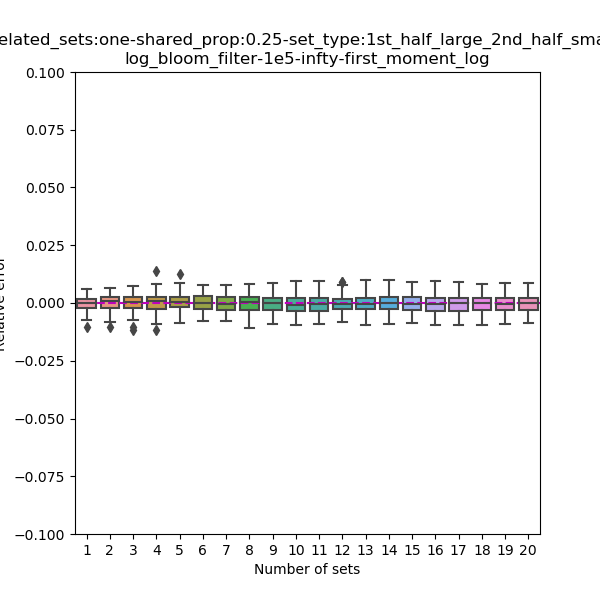 elated_sets:one-shared_prop:0.25-set_type:1st_half_large_2nd_half_sma
log_bloom_filter-1e5-infty-first_moment_log
0.100
0.075
0.050
0.025
0.000
−0.025
−0.050
−0.075
−0.100
Relative error
1 2 3 4 5 6 7 8 9 10 11 12 13 14 15 16 17 18 19 20
Number of sets